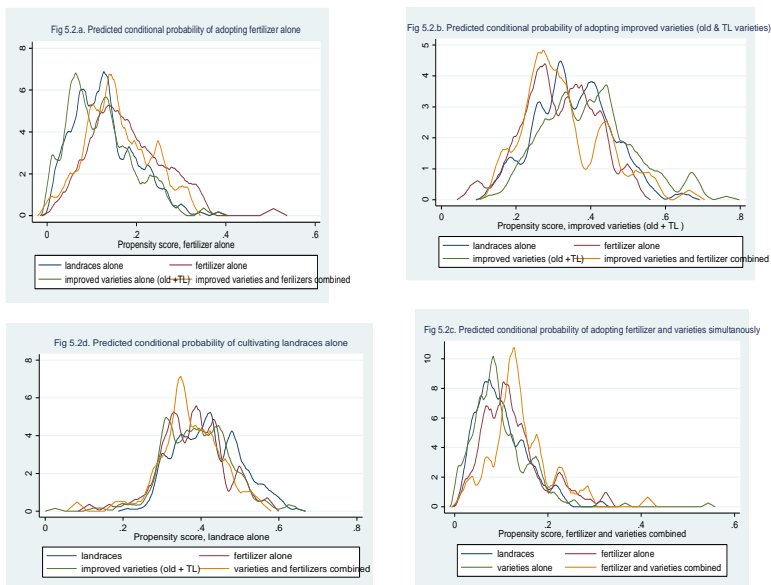 Fig 5.2.a. Predicted conditional probability of adopting fertilizer alone
8
6
4
2
0
0 .2 .4 .6
Propensity score, fertilizer alone
landraces alone fertilizer alone
improved varieties alone (old +TL) improved varieties and ferilizers combined
Fig 5.2.b. Predicted conditional probability of adopting improved varieties (old & TL varieties)
5
4
3
2
1
0
0 .2 .4 .6 .8
Propensity score, improved varieties (old + TL )
landraces alone fertilizer alone
improved varieties (old +TL) improved varieties and fertilizer combined
Fig 5.2d. Predicted conditional probability of cultivating landraces alone
8
6
4
2
0
0 .2 .4 .6 .8
Propensity score, landrace alone
landraces fertilizer alone
improved varieties (old + TL) varieties and fertilizers combined
Fig 5.2c. Predicted conditional probability of adopting fertilizer and varieties simultanously
10
8
6
4
2
0
0 .2 .4 .6
Propensity score, fertilizer and varieties combined
landraces fertilizer alone
varieties alone fertilizer and varieties combined